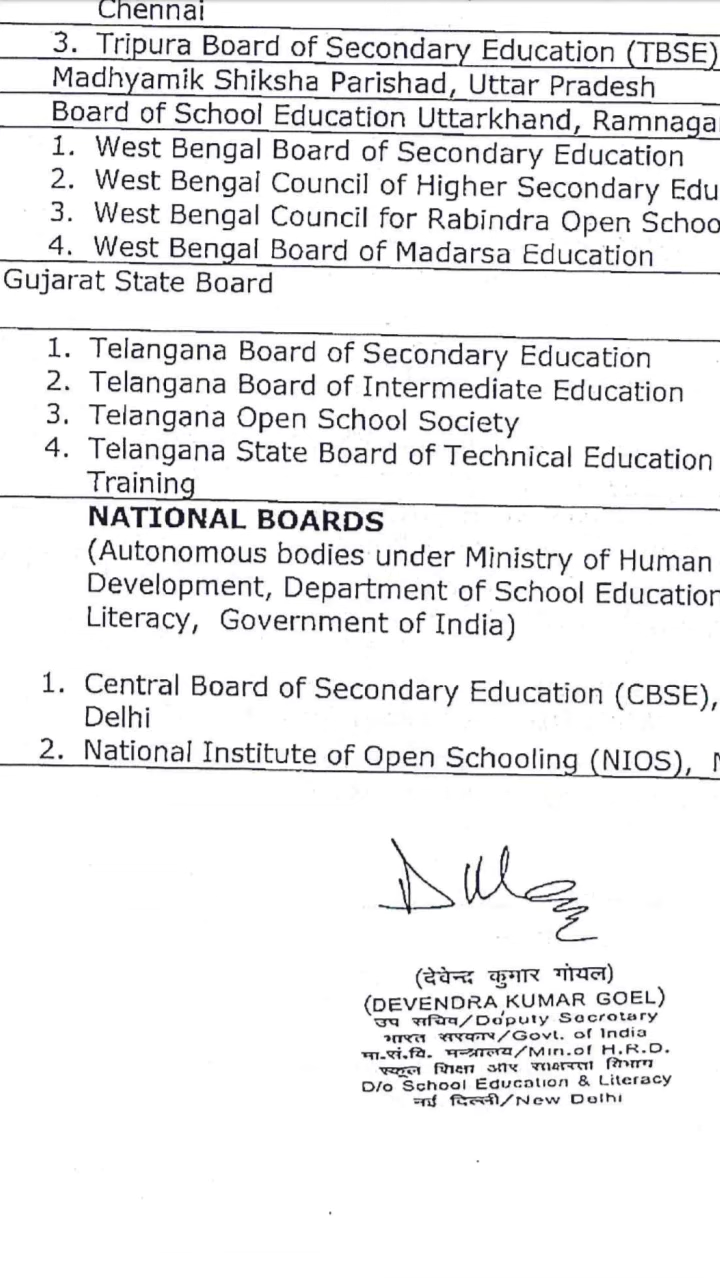 Chennai
3. Tripura Board of Secondary Education (TBSE)
Madhyamik Shiksha Parishad, Uttar Pradesh
Board of School Education Uttarkhand, Ramnaga
1. West Bengal Board of Secondary Education
2. West Bengal Council of Higher Secondary Edu
3. West Bengal Council for Rabindra Open Schoo
4. West Bengal Board of Madarsa Education
Gujarat State Board
1. Telangana Board of Secondary Education
2. Telangana Board of Intermediate Education
3. Telangana Open School Society
4. Telangana State Board of Technical Education
Training
NATIONAL BOARDS
(Autonomous bodies under Ministry of Human
Development, Department of School Education
Literacy, Government of India)
1. Central Board of Secondary Education (CBSE),
Delhi
2. National Institute of Open Schooling (NIOS), N
(देवेन्द्र कुमार गोयल)
(DEVENDRA KUMAR GOEL)
उप सचिव/Deputy Secretary
भारत सरकार/Govt. of India
मा.सं.वि. मन्त्रालय/Min.of H.R.D.
स्कूल शिक्षा और साक्षरता विभाग
D/o School Education & Literacy
नई दिल्ली/New Delhi